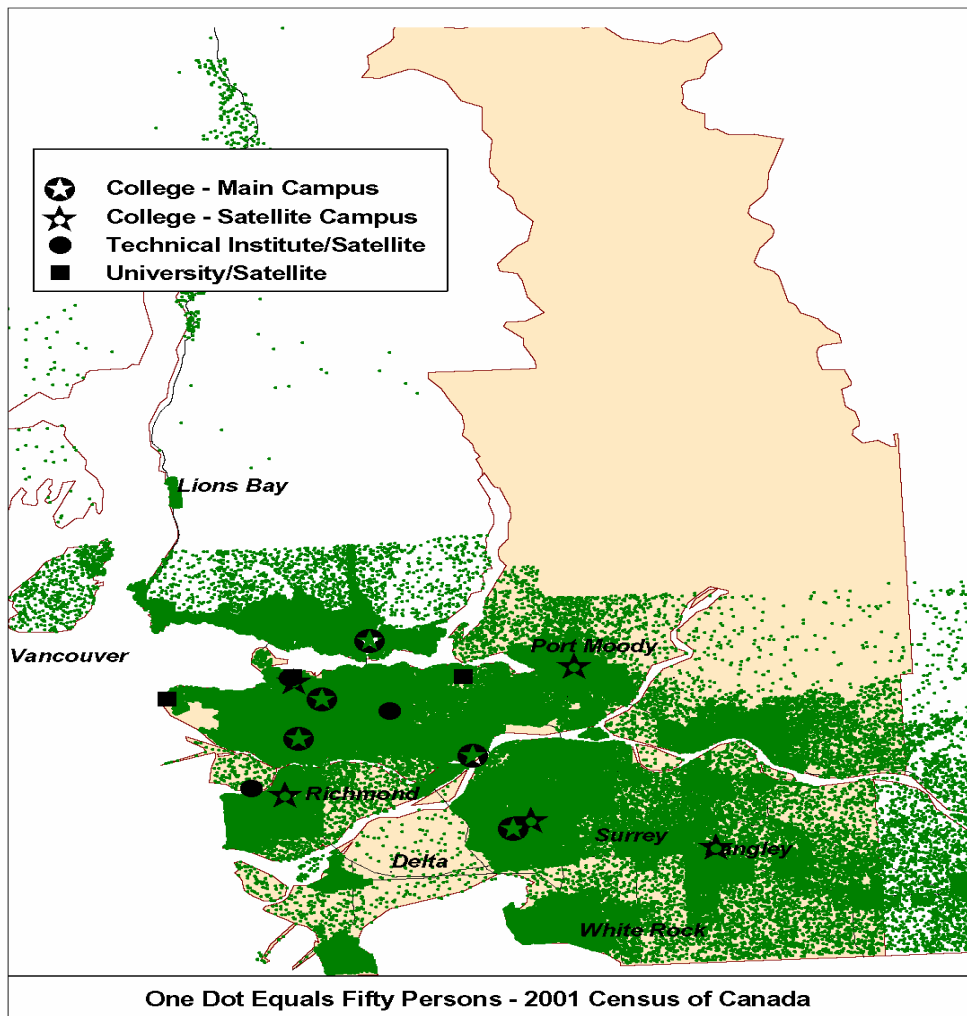 College - Main Campus
College - Satellite Campus
Technical Institute/Satellite
University/Satellite
Lions Bay
Port Moody
Vancouver
Richmond
Surrey
Langley
Delta
White Rock
One Dot Equals Fifty Persons - 2001 Census of Canada